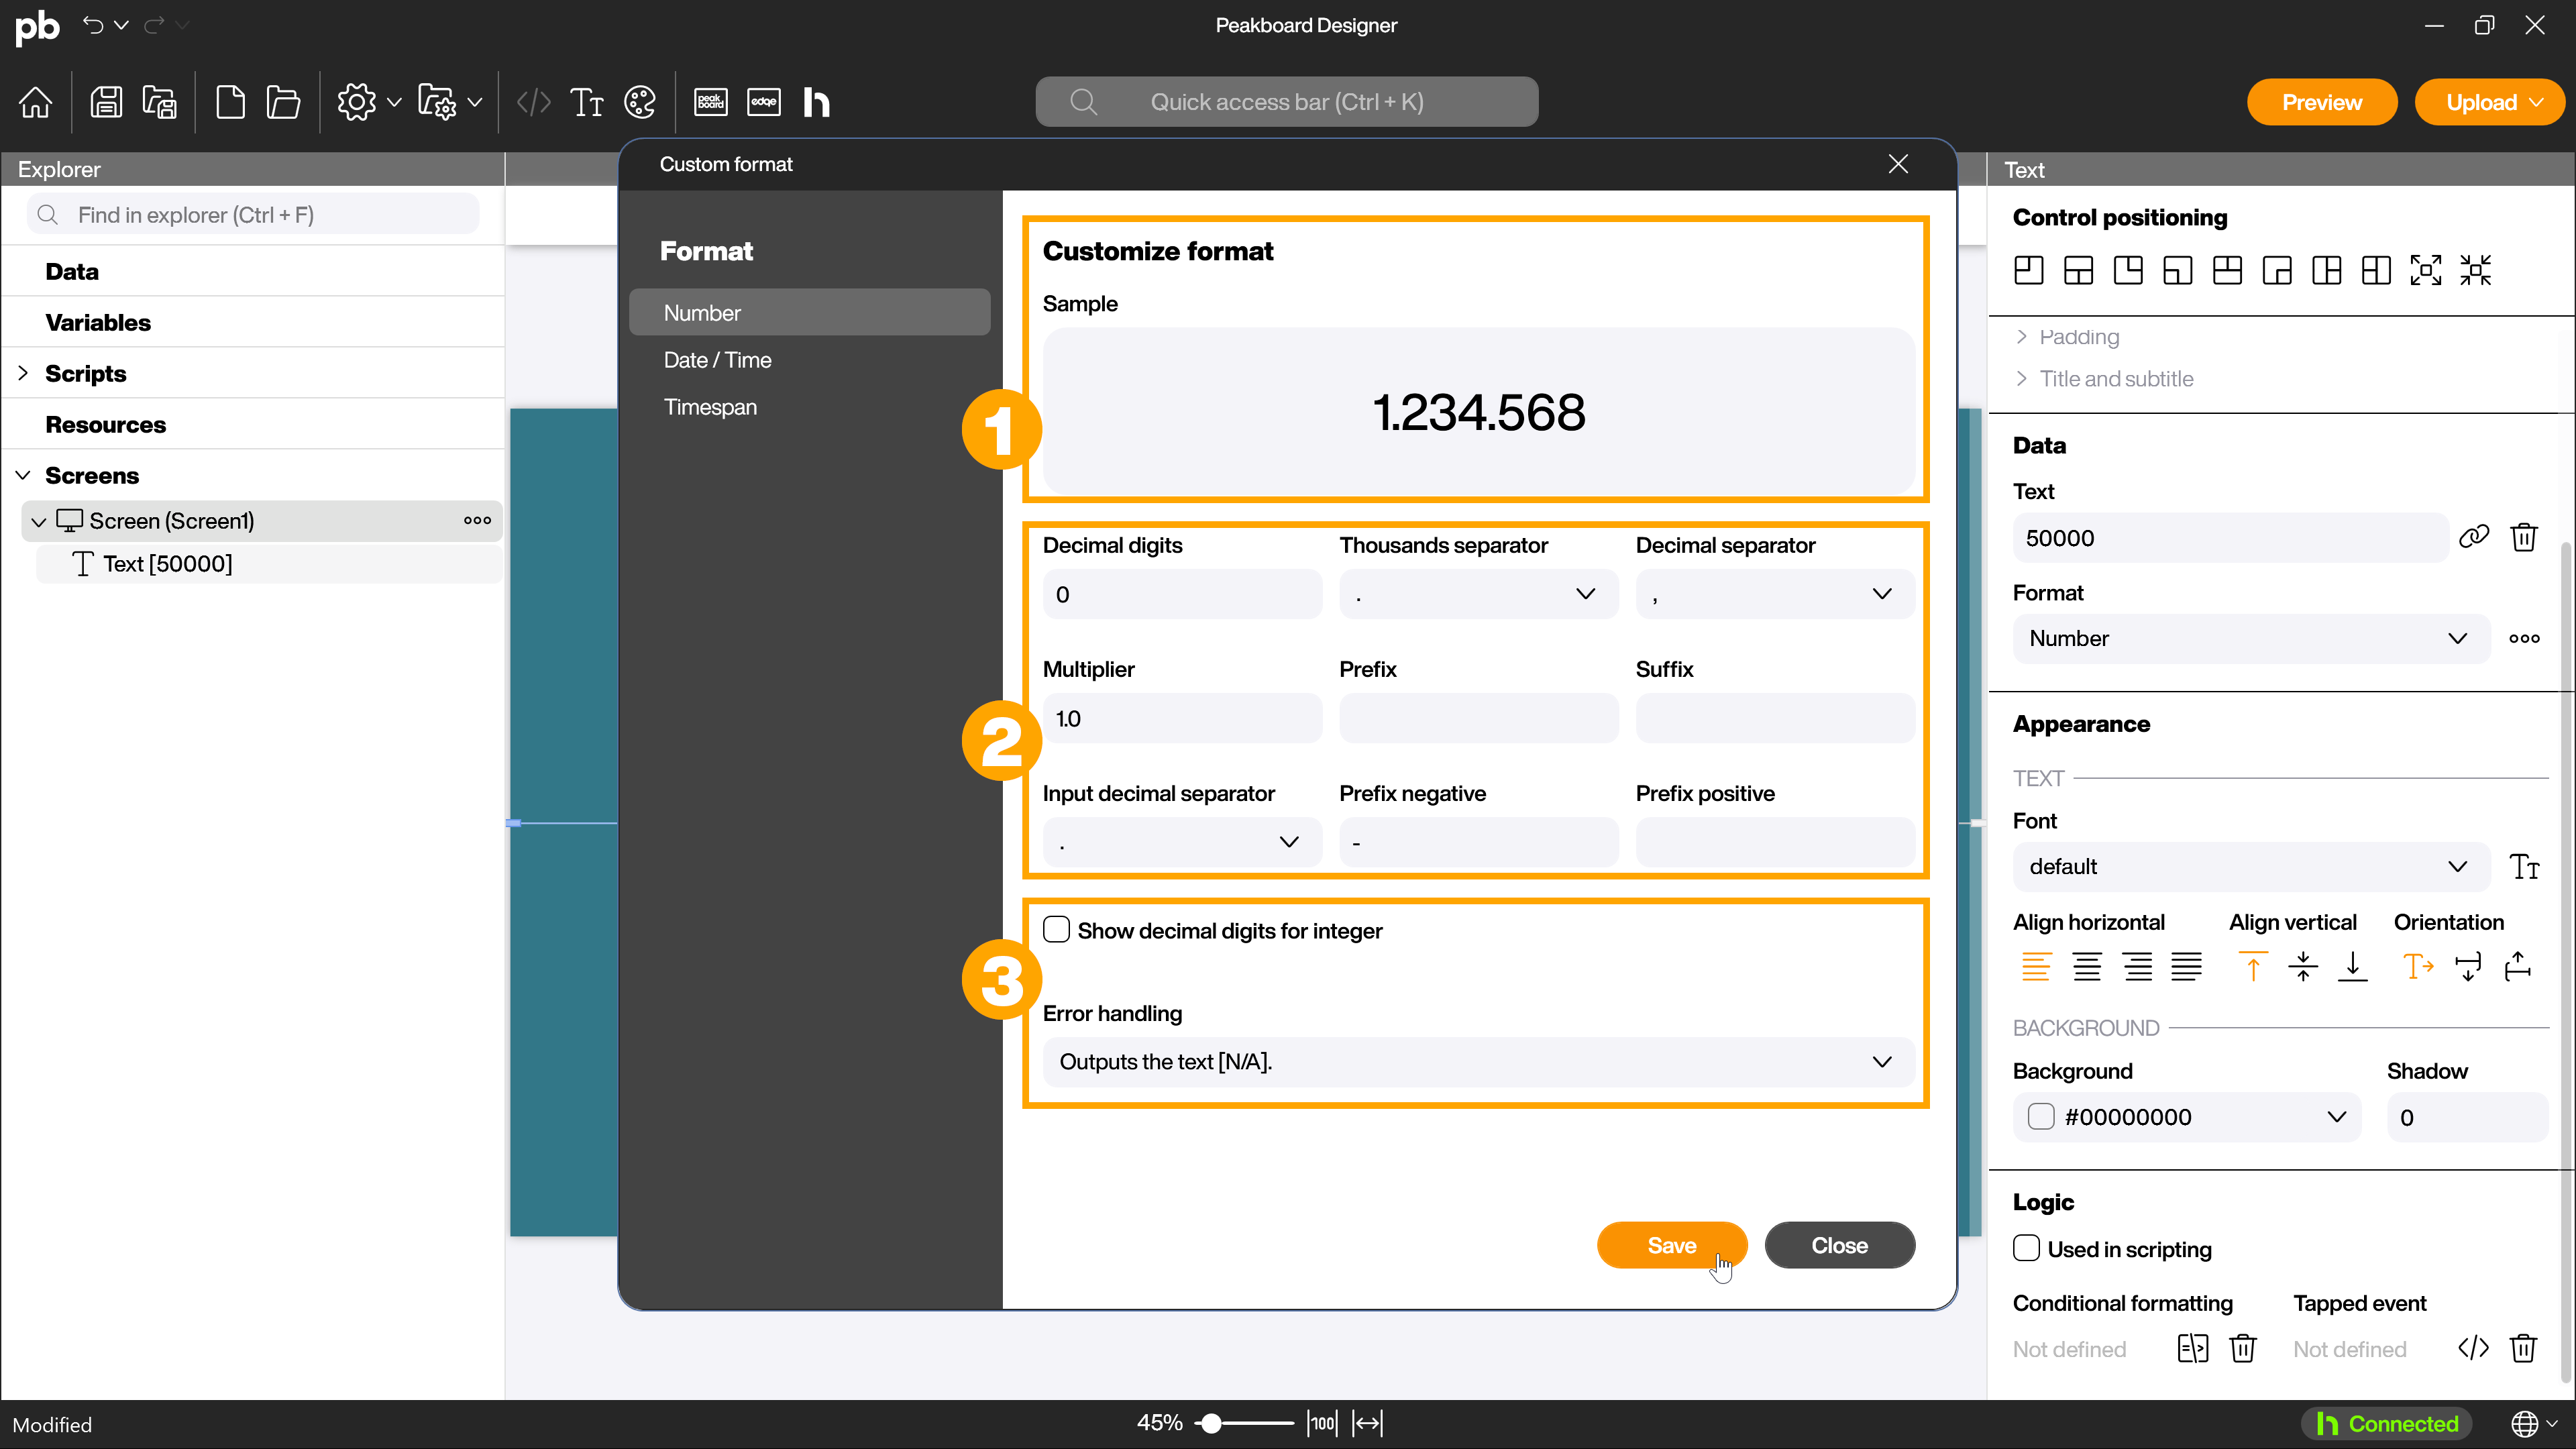 pb
Peakboard Designer
peak
board
edge
Quick access bar (Ctrl + K)
Preview
Upload
Explorer
Find in explorer (Ctrl + F)
Data
Variables
Scripts
Resources
Screens
Screen (Screen1)
Text [50000]
Custom format
Format
Number
Date / Time
Timespan
1
2
3
Customize format
Sample
1.234.568
Decimal digits
Thousands separator
Decimal separator
0
.
,
Multiplier
Prefix
Suffix
1.0
Input decimal separator
Prefix negative
Prefix positive
.
-
Show decimal digits for integer
Error handling
Outputs the text [N/A].
Save
Close
Text
Control positioning
Padding
Title and subtitle
Data
Text
50000
Format
Number
Appearance
TEXT
Font
default
Align horizontal
Align vertical
Orientation
BACKGROUND
Background
Shadow
#00000000
0
Logic
Used in scripting
Conditional formatting
Tapped event
Not defined
Not defined
Modified
45%
100
Connected